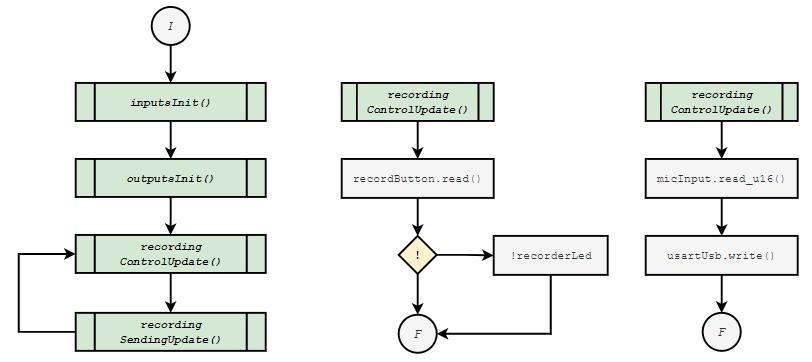 I
inputsInit()
outputsInit()
recording
ControlUpdate()
recording
SendingUpdate()
recording
ControlUpdate()
recordButton.read()
!
!recorderLed
F
recording
ControlUpdate()
micInput.read_u16()
usartUsb.write()
F